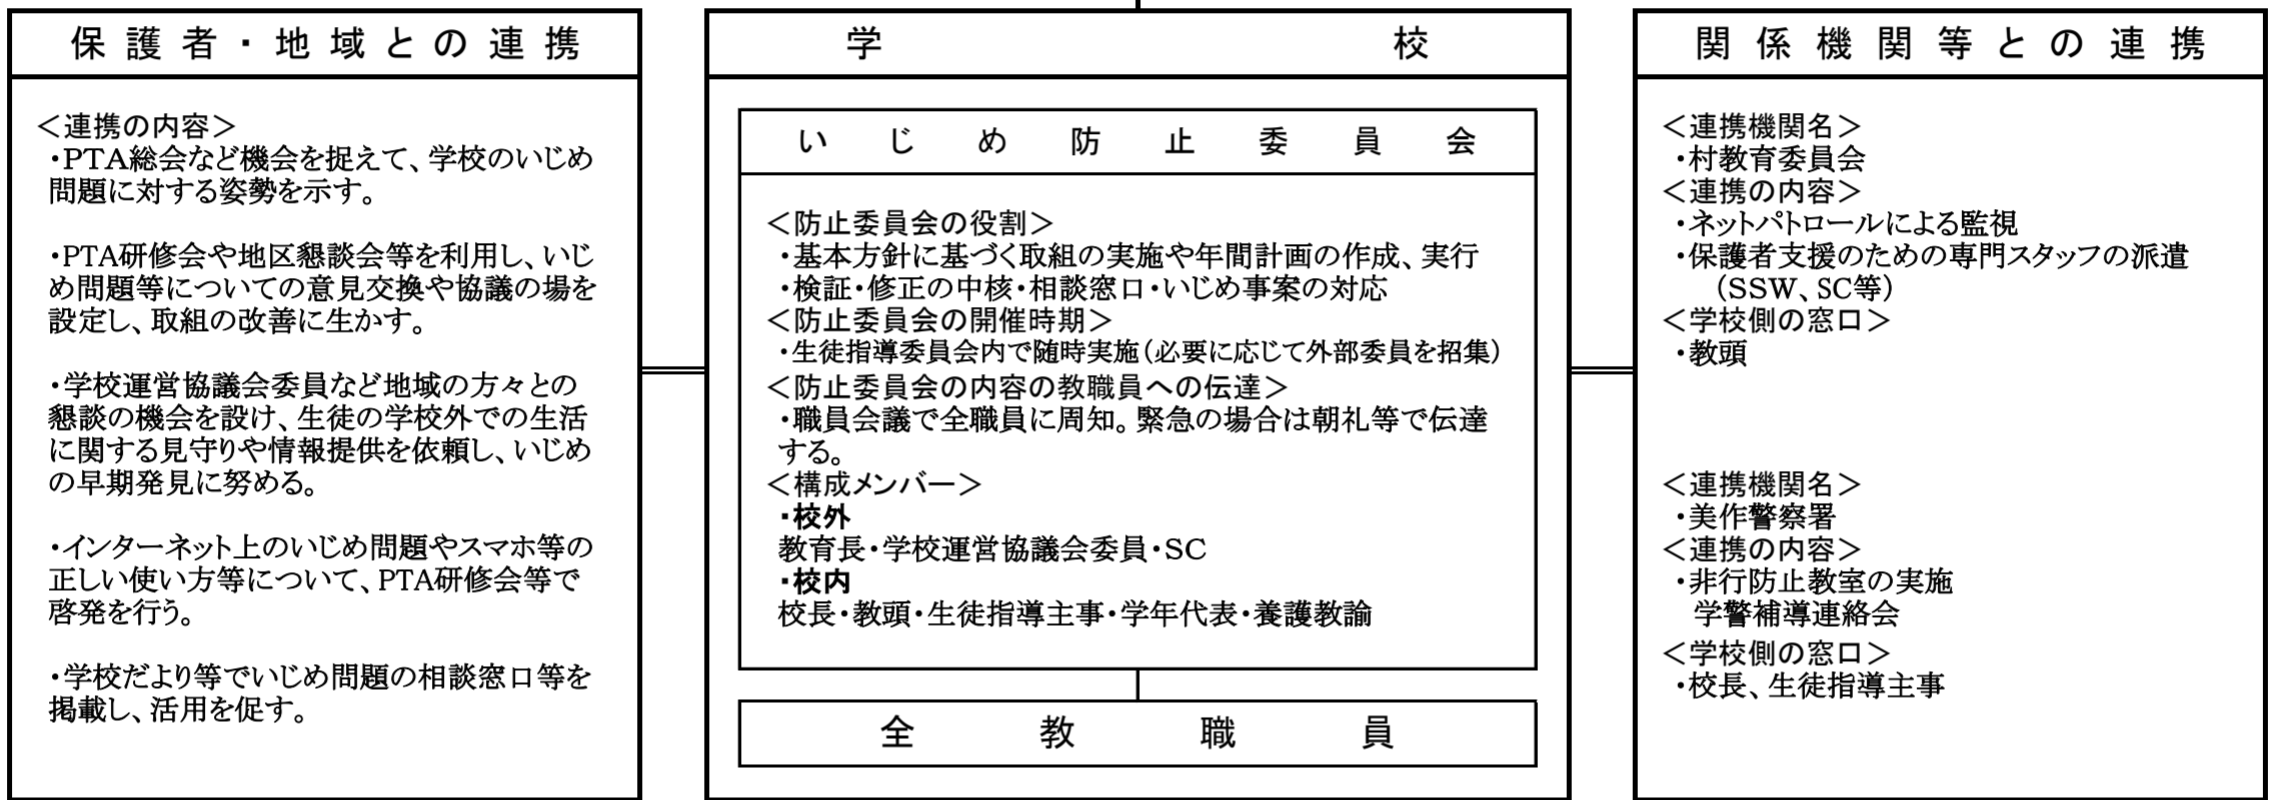 保護者・地域との連携
＜連携の内容＞
・PTA総会など機会を捉えて、学校のいじめ
問題に対する姿勢を示す。
・PTA研修会や地区懇談会等を利用し、いじ
め問題等についての意見交換や協議の場を
設定し、取組の改善に生かす。
・学校運営協議会委員など地域の方々との
懇談の機会を設け、生徒の学校外での生活
に関する見守りや情報提供を依頼し、いじめ
の早期発見に努める。
・インターネット上のいじめ問題やスマホ等の
正しい使い方等について、PTA研修会等で
啓発を行う。
・学校だより等でいじめ問題の相談窓口等を
掲載し、活用を促す。
学校
いじめ防止委員会
＜防止委員会の役割＞
・基本方針に基づく取組の実施や年間計画の作成、実行
・検証・修正の中核・相談窓口・いじめ事案の対応
＜防止委員会の開催時期＞
・生徒指導委員会内で随時実施（必要に応じて外部委員を招集）
＜防止委員会の内容の教職員への伝達＞
・職員会議で全職員に周知。緊急の場合は朝礼等で伝達
する。
＜構成メンバー＞
・校外
教育長・学校運営協議会委員・SC
・校内
校長・教頭・生徒指導主事・学年代表・養護教諭
全教職員
関係機関等との連携
＜連携機関名＞
・村教育委員会
＜連携の内容＞
・ネットパトロールによる監視
・保護者支援のための専門スタッフの派遣
（SSW、SC等）
＜学校側の窓口＞
・教頭
＜連携機関名＞
・美作警察署
＜連携の内容＞
・非行防止教室の実施
学警補導連絡会
＜学校側の窓口＞
・校長、生徒指導主事